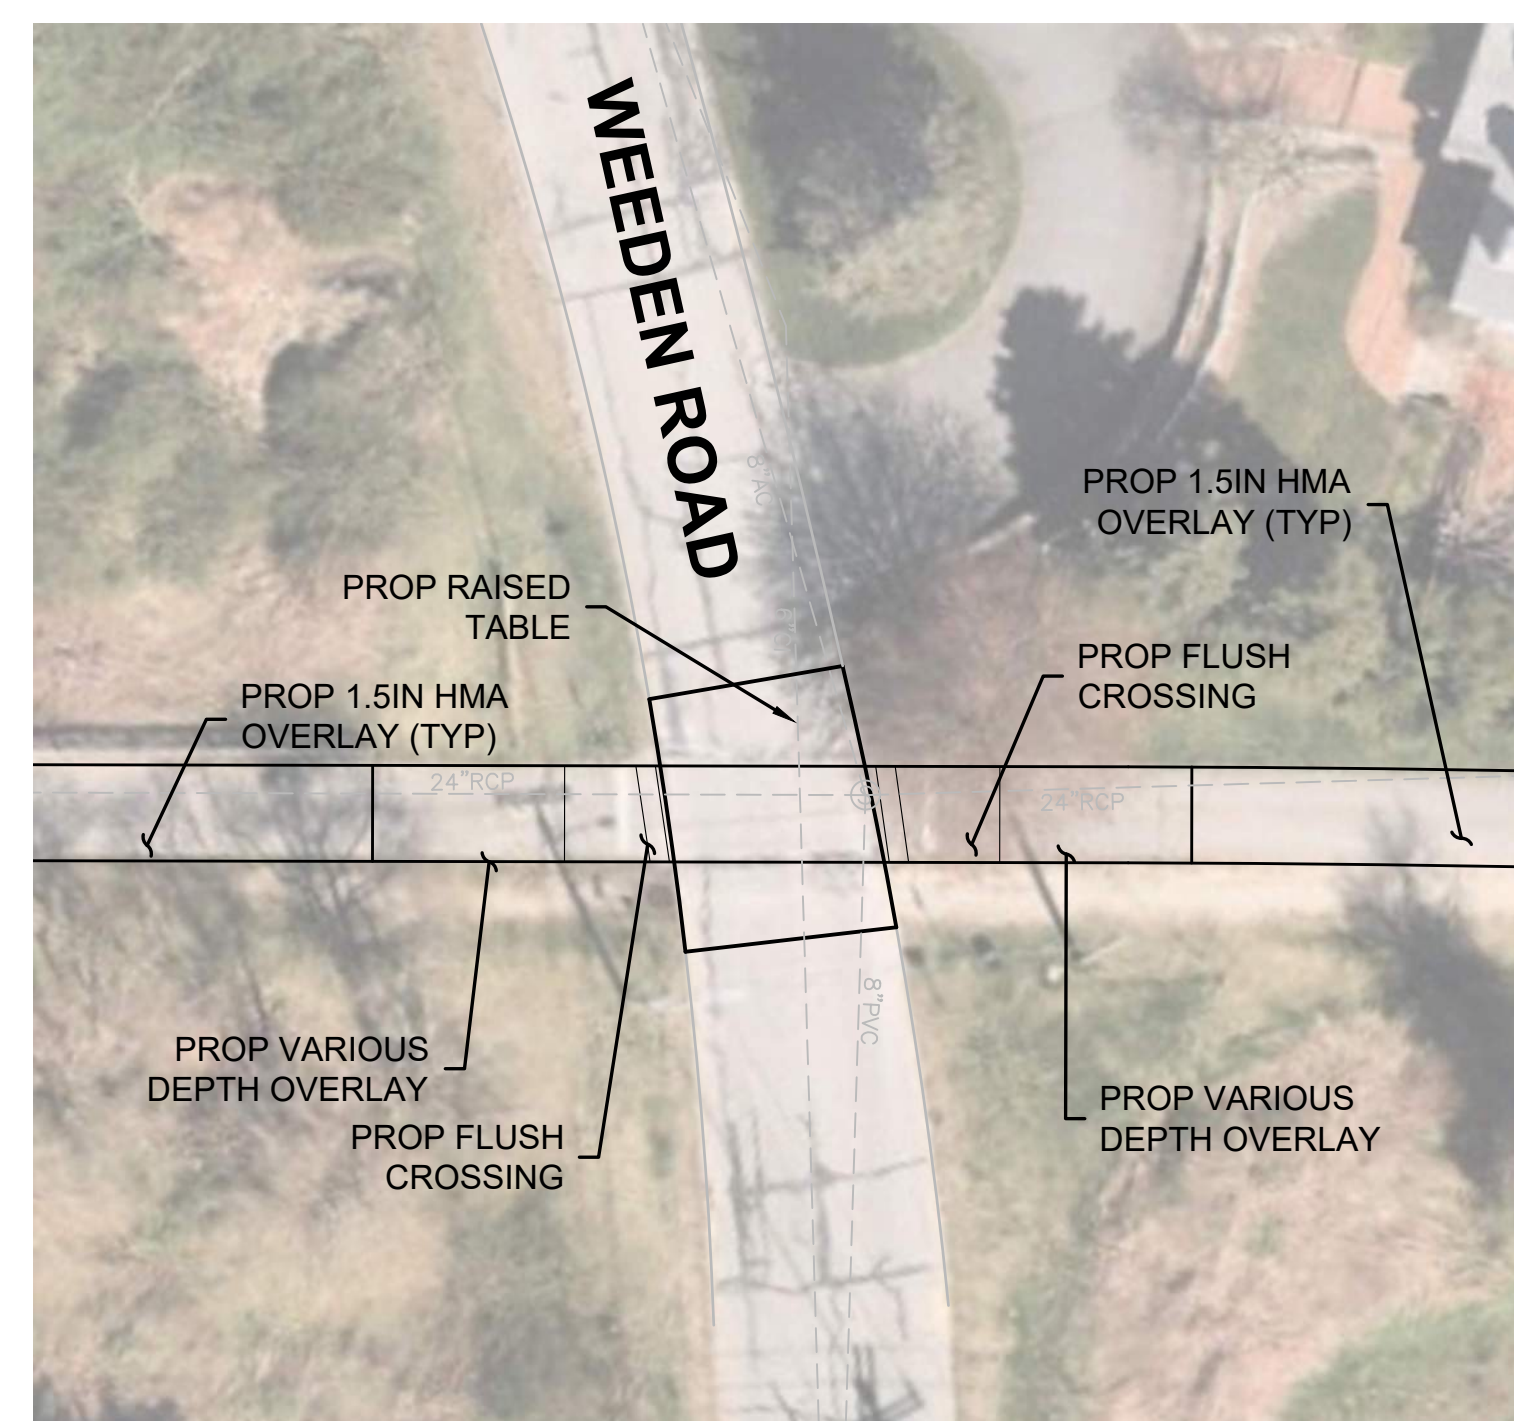 WEEDEN ROAD
8"AC
PROP 1.5IN HMA
OVERLAY (TYP)
PROP RAISED
TABLE
PROP FLUSH
CROSSING
PROP 1.5IN HMA
OVERLAY (TYP)
24"RCP
24"RCP
8"PVC
PROP VARIOUS
DEPTH OVERLAY
PROP FLUSH
CROSSING
PROP VARIOUS
DEPTH OVERLAY